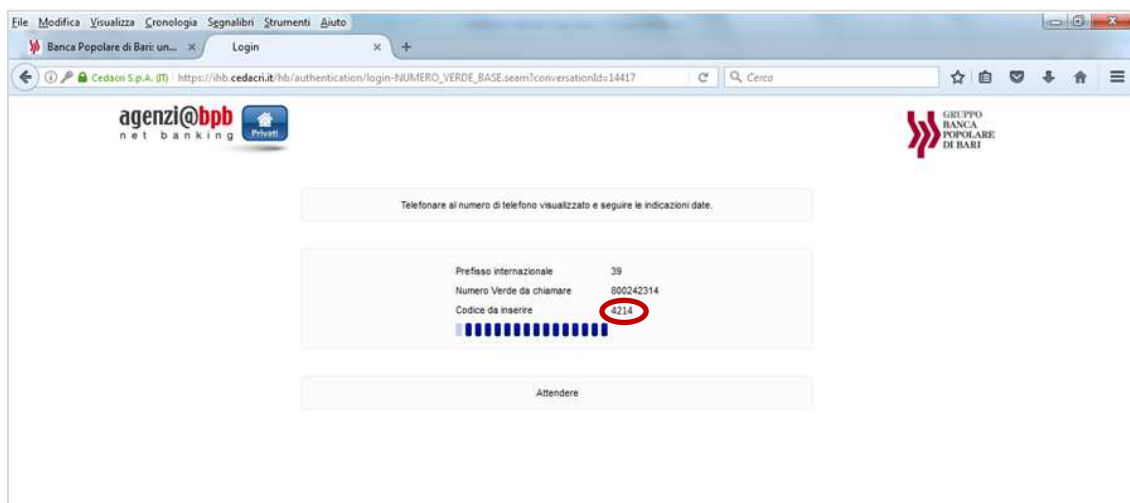 File Modifica Visualizza Cronologia Segnalibri Strumenti Aiuto
Banca Popolare di Bari: un... × Login × +
Cedacri S.p.A. (IT) https://ihb.cedacri.it/hb/authentication/login-NUMERO_VERDE_BASE.seam?conversationId=14417 Cerca
agenzi@bpb
net banking
Privati
GRUPPO
BANCA
POPOLARE
DI BARI
Telefonare al numero di telefono visualizzato e seguire le indicazioni date.
Prefisso internazionale 39
Numero Verde da chiamare 800242314
Codice da inserire 4214
Attendere